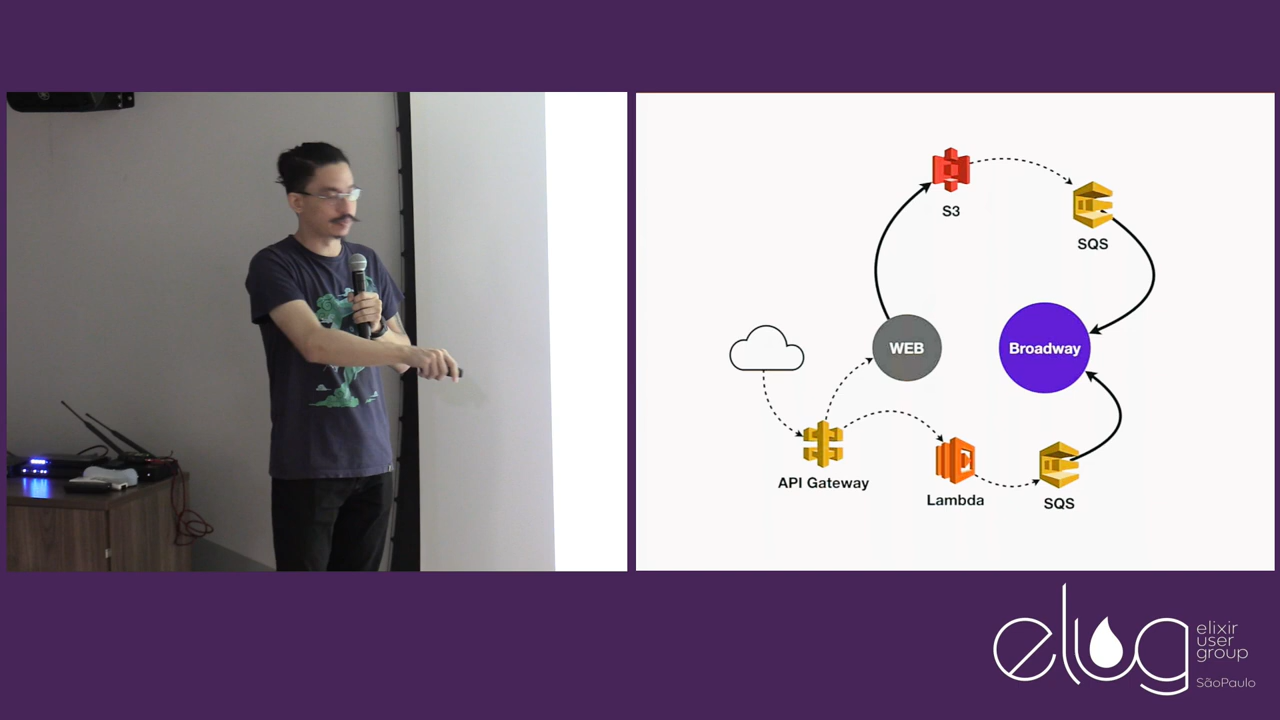 S3
SQS
WEB
Broadway
API Gateway
Lambda
SQS
elug
elixir
user
group
SãoPaulo